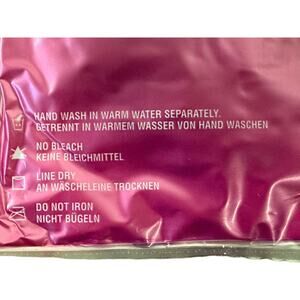 HAND WASH IN WARM WATER SEPARATELY.
GETRENNT IN WARMEM WASSER VON HAND WASCHEN
NO BLEACH
KEINE BLEICHMITTEL
LINE DRY
AN WÄSCHELEINE TROCKNEN
DO NOT IRON
NICHT BÜGELN